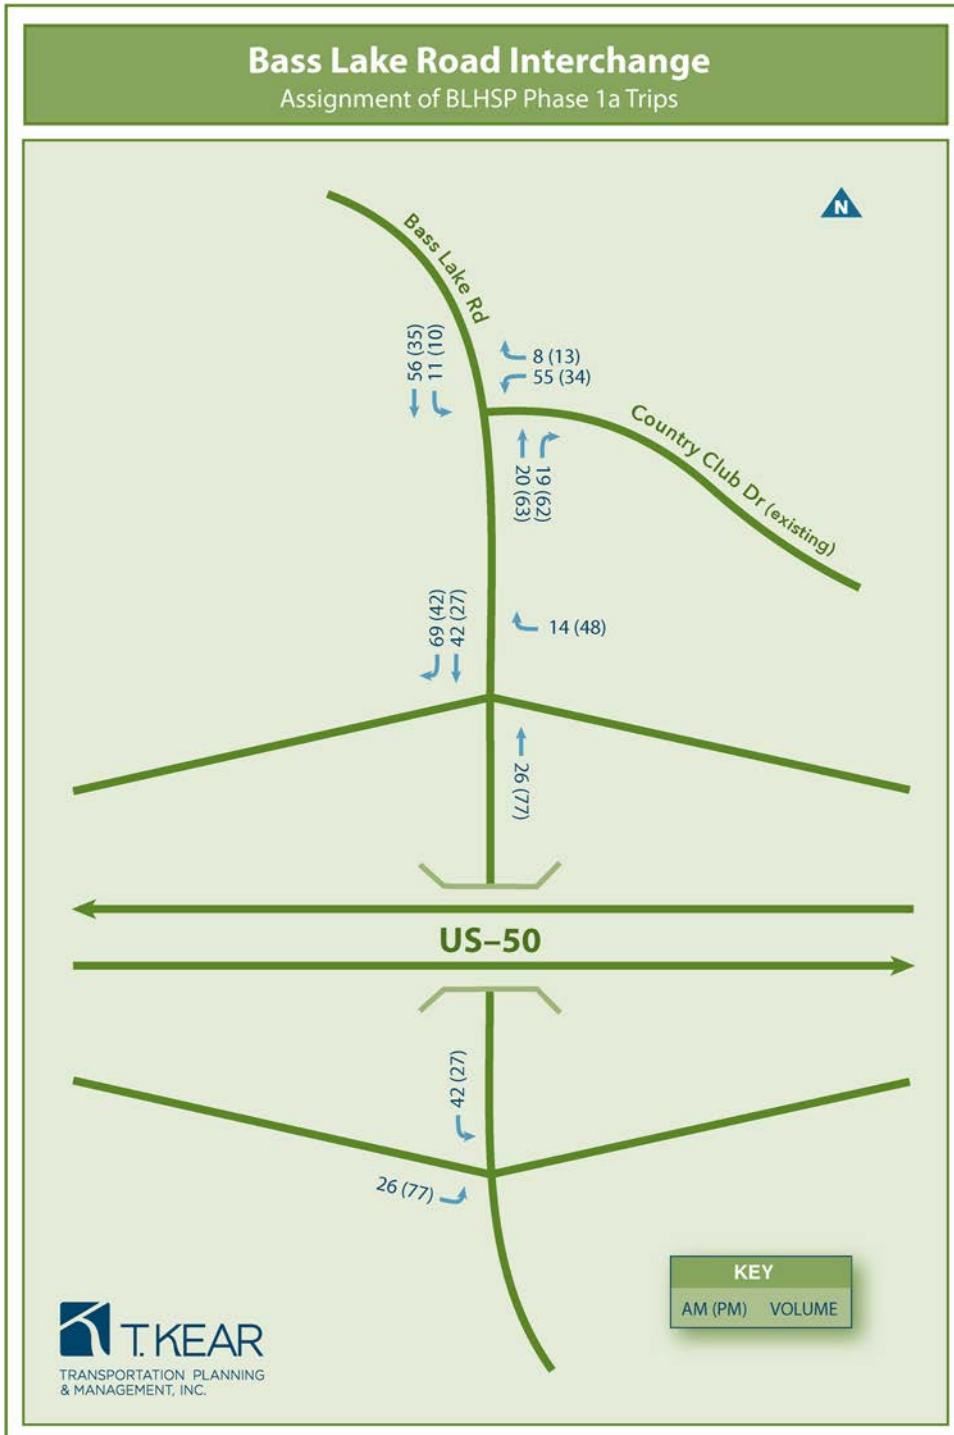 Bass Lake Road Interchange
Assignment of BLHSP Phase 1a Trips
N
Bass Lake Rd
56 (35)
11 (10)
8 (13)
55 (34)
Country Club Dr (existing)
20 (63)
19 (62)
69 (42)
42 (27)
14 (48)
26 (77)
US–50
42 (27)
26 (77)
KEY
AM (PM) VOLUME
T. KEAR
TRANSPORTATION PLANNING
& MANAGEMENT, INC.